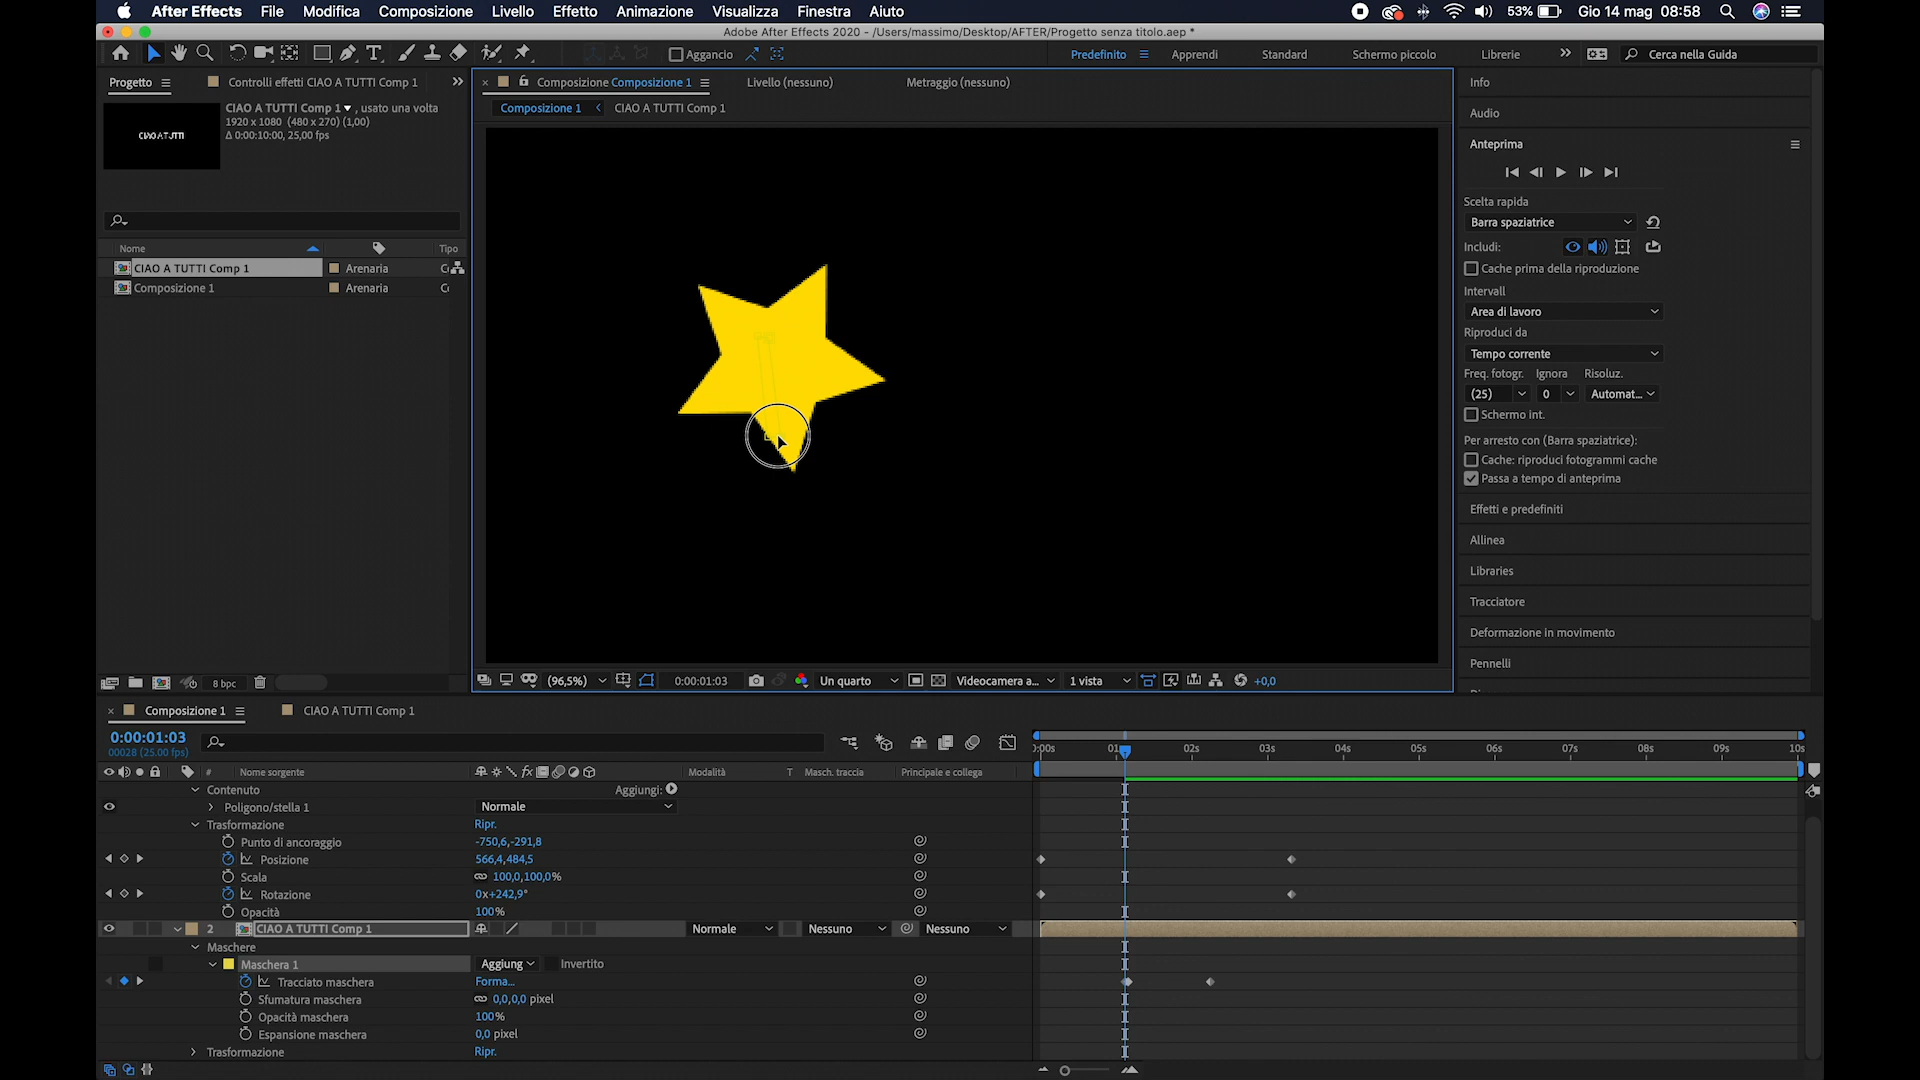 After Effects File Modifica Composizione Livello Effetto Animazione Visualizza Finestra Aiuto 53% Gio 14 mag 08:58
Adobe After Effects 2020 - /Users/massimo/Desktop/AFTER/Progetto senza titolo.aep *
Aggancio Predefinito Apprendi Standard Schermo piccolo Librerie Cerca nella Guida
Progetto Controlli effetti CIAO A TUTTI Comp 1
Composizione Composizione 1 Livello (nessuno) Metraggio (nessuno)
Composizione 1 CIAO A TUTTI Comp 1
CIAO A TUTTI Comp 1 , usato una volta
1920 x 1080 (480 x 270) (1,00)
Δ 0:00:10:00, 25,00 fps
Nome Tipo
CIAO A TUTTI Comp 1 Arenaria C
Composizione 1 Arenaria C
8 bpc
(96,5%) 0:00:01:03 Un quarto Videocamera a... 1 vista +0,0
Info
Audio
Anteprima
Scelta rapida
Barra spaziatrice
Includi:
Cache prima della riproduzione
Intervall
Area di lavoro
Riproduci da
Tempo corrente
Freq. fotogr. Ignora Risoluz.
(25) 0 Automat...
Schermo int.
Per arresto con (Barra spaziatrice):
Cache: riproduci fotogrammi cache
Passa a tempo di anteprima
Effetti e predefiniti
Allinea
Libraries
Tracciatore
Deformazione in movimento
Pennelli
Composizione 1 CIAO A TUTTI Comp 1
0:00:01:03
00028 (25.00 fps)
):00s 01 02s 03s 04s 05s 06s 07s 08s 09s 10s
# Nome sorgente Modalità T Masch. traccia Principale e collega
Contenuto Aggiungi:
Poligono/stella 1 Normale
Trasformazione Ripr.
Punto di ancoraggio -750,6,-291,8
Posizione 566,4,484,5
Scala 100,0,100,0%
Rotazione 0x+242,9°
Opacità 100%
2 CIAO A TUTTI Comp 1 Normale Nessuno Nessuno
Maschere
Maschera 1 Aggiung Invertito
Tracciato maschera Forma...
Sfumatura maschera 0,0,0,0 pixel
Opacità maschera 100%
Espansione maschera 0,0 pixel
Trasformazione Ripr.